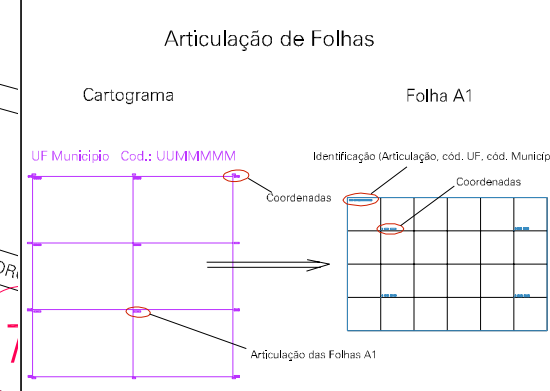 Articulação de Folhas
Cartograma
Folha A1
UF Municipio Cod.: UUMMMMM
Identificação (Articulação, cód. UF, cód. Municíp
Coordenadas
Coordenadas
Articulação das Folhas A1